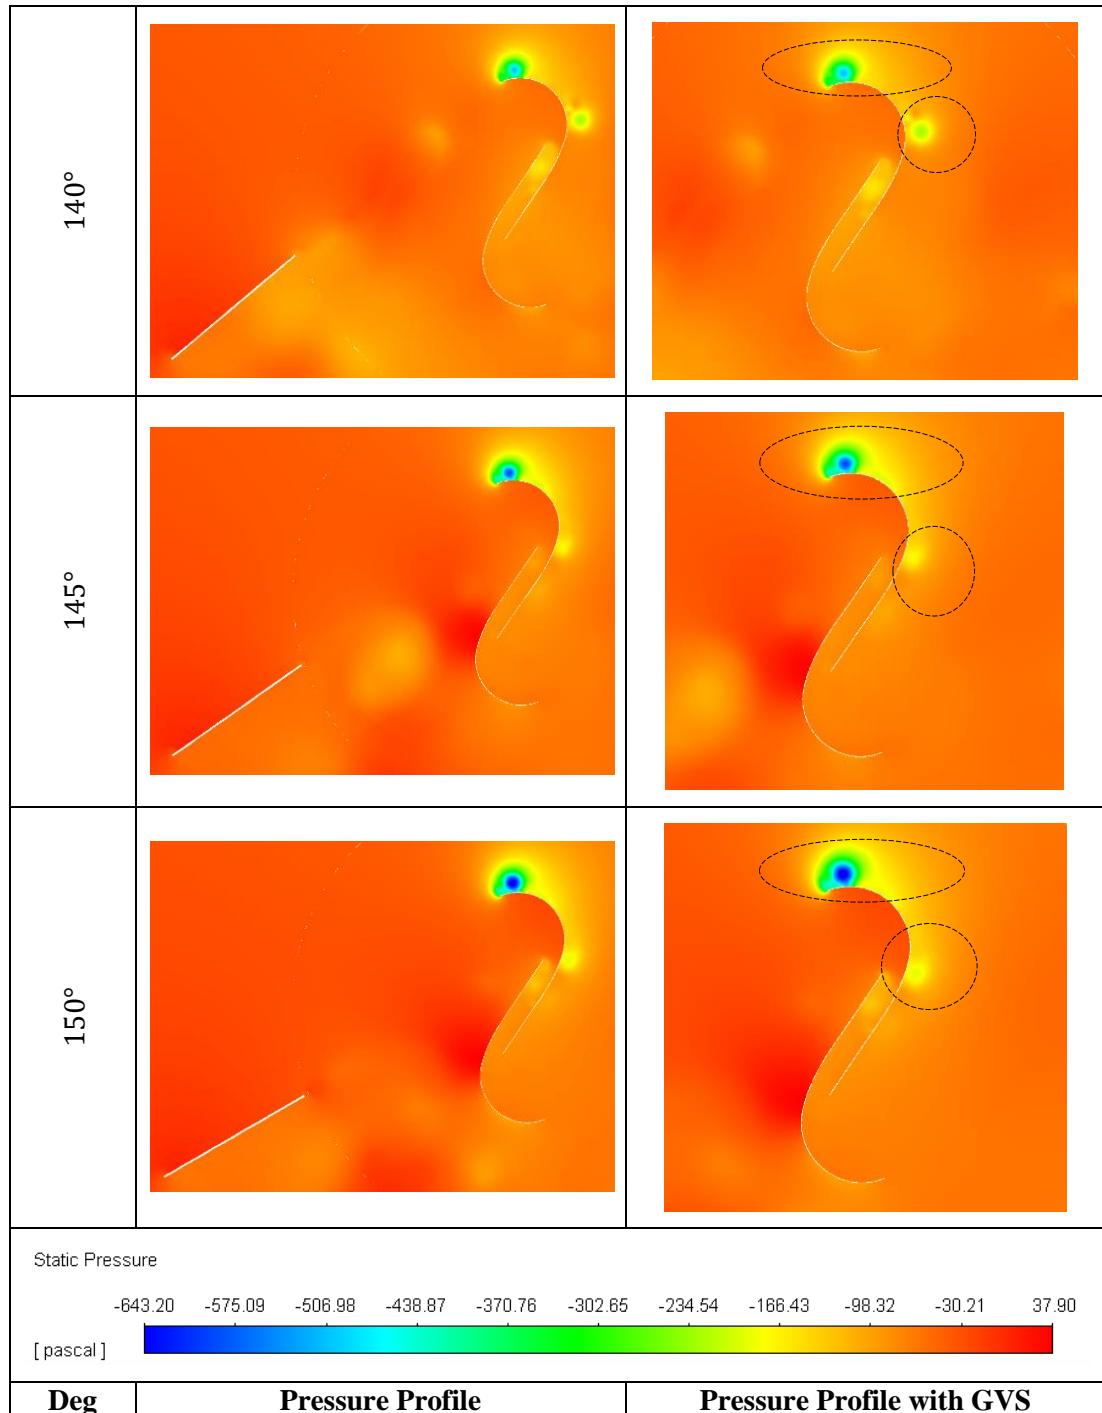 140°
145°
150°
Static Pressure
-643.20 -575.09 -506.98 -438.87 -370.76 -302.65 -234.54 -166.43 -98.32 -30.21 37.90
[ pascal ]
Deg Pressure Profile Pressure Profile with GVS